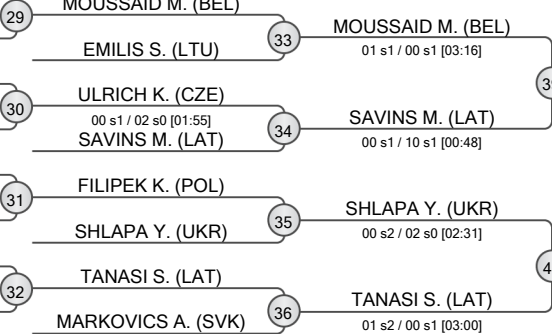 MOUSSAID M. (BEL)
29
EMILIS S. (LTU)
33
MOUSSAID M. (BEL)
01 s1 / 00 s1 [03:16]
ULRICH K. (CZE)
30
00 s1 / 02 s0 [01:55]
SAVINS M. (LAT)
34
SAVINS M. (LAT)
00 s1 / 10 s1 [00:48]
FILIPEK K. (POL)
31
SHLAPA Y. (UKR)
35
SHLAPA Y. (UKR)
00 s2 / 02 s0 [02:31]
TANASI S. (LAT)
32
MARKOVICS A. (SVK)
36
TANASI S. (LAT)
01 s2 / 00 s1 [03:00]